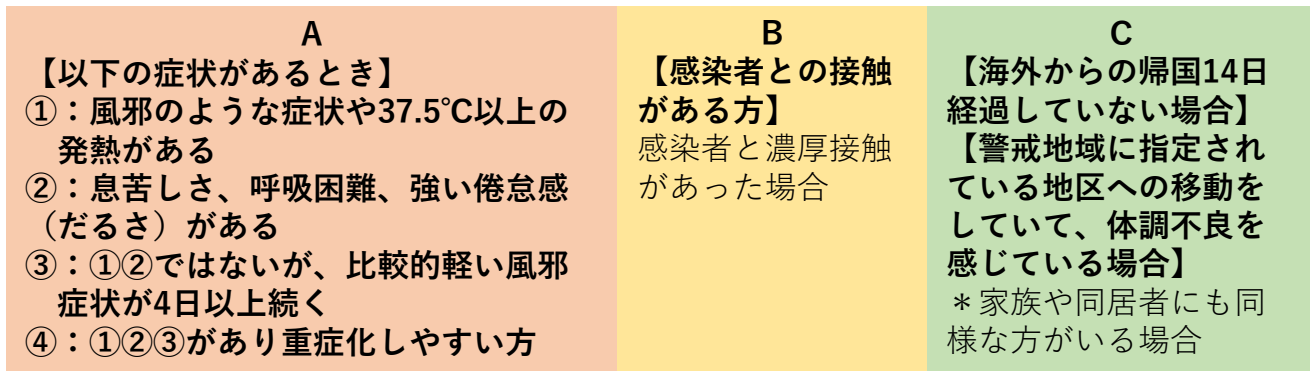 A
【以下の症状があるとき】
①：風邪のような症状や37.5℃以上の
発熱がある
②：息苦しさ、呼吸困難、強い倦怠感
（だるさ）がある
③：①②ではないが、比較的軽い風邪
症状が4日以上続く
④：①②③があり重症化しやすい方
B
【感染者との接触
がある方】
感染者と濃厚接触
があった場合
C
【海外からの帰国14日
経過していない場合】
【警戒地域に指定され
ている地区への移動を
していて、体調不良を
感じている場合】
＊家族や同居者にも同
様な方がいる場合